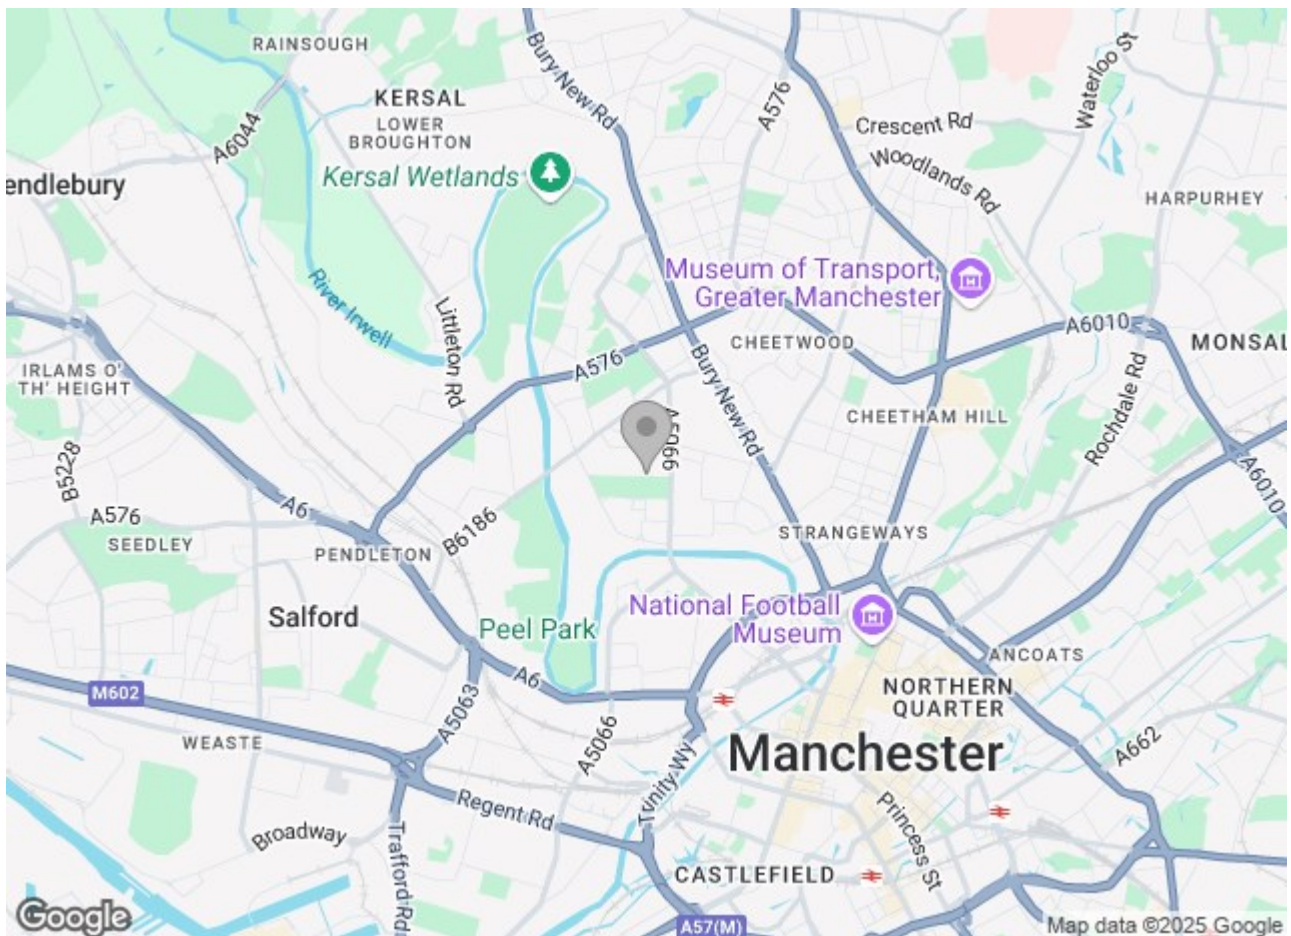 RAINSOUGH
Bury New Rd
A576
Waterloo St
KERSAL
LOWER
BROUGHTON
A6044
Crescent Rd
Woodlands Rd
Kersal Wetlands
endlebury
HARPURHEY
Museum of Transport,
Greater Manchester
River Irwell
Littleton Rd
A6010
CHEETWOOD
MONSAL
IRLAMS O'
TH' HEIGHT
A576
Bury New Rd
Rochdale Rd
A5066
CHEETHAM HILL
B5228
A6
A6010
A576
SEEDLEY
B6186
STRANGEWAYS
PENDLETON
Salford
Peel Park
National Football
Museum
ANCOATS
A6
M602
NORTHERN
QUARTER
A5063
WEASTE
A5066
Manchester
A662
Trinity Wy
Regent Rd
Princess St
Broadway
Trafford Rd
CASTLEFIELD
Google
A57(M)
Map data ©2025 Google